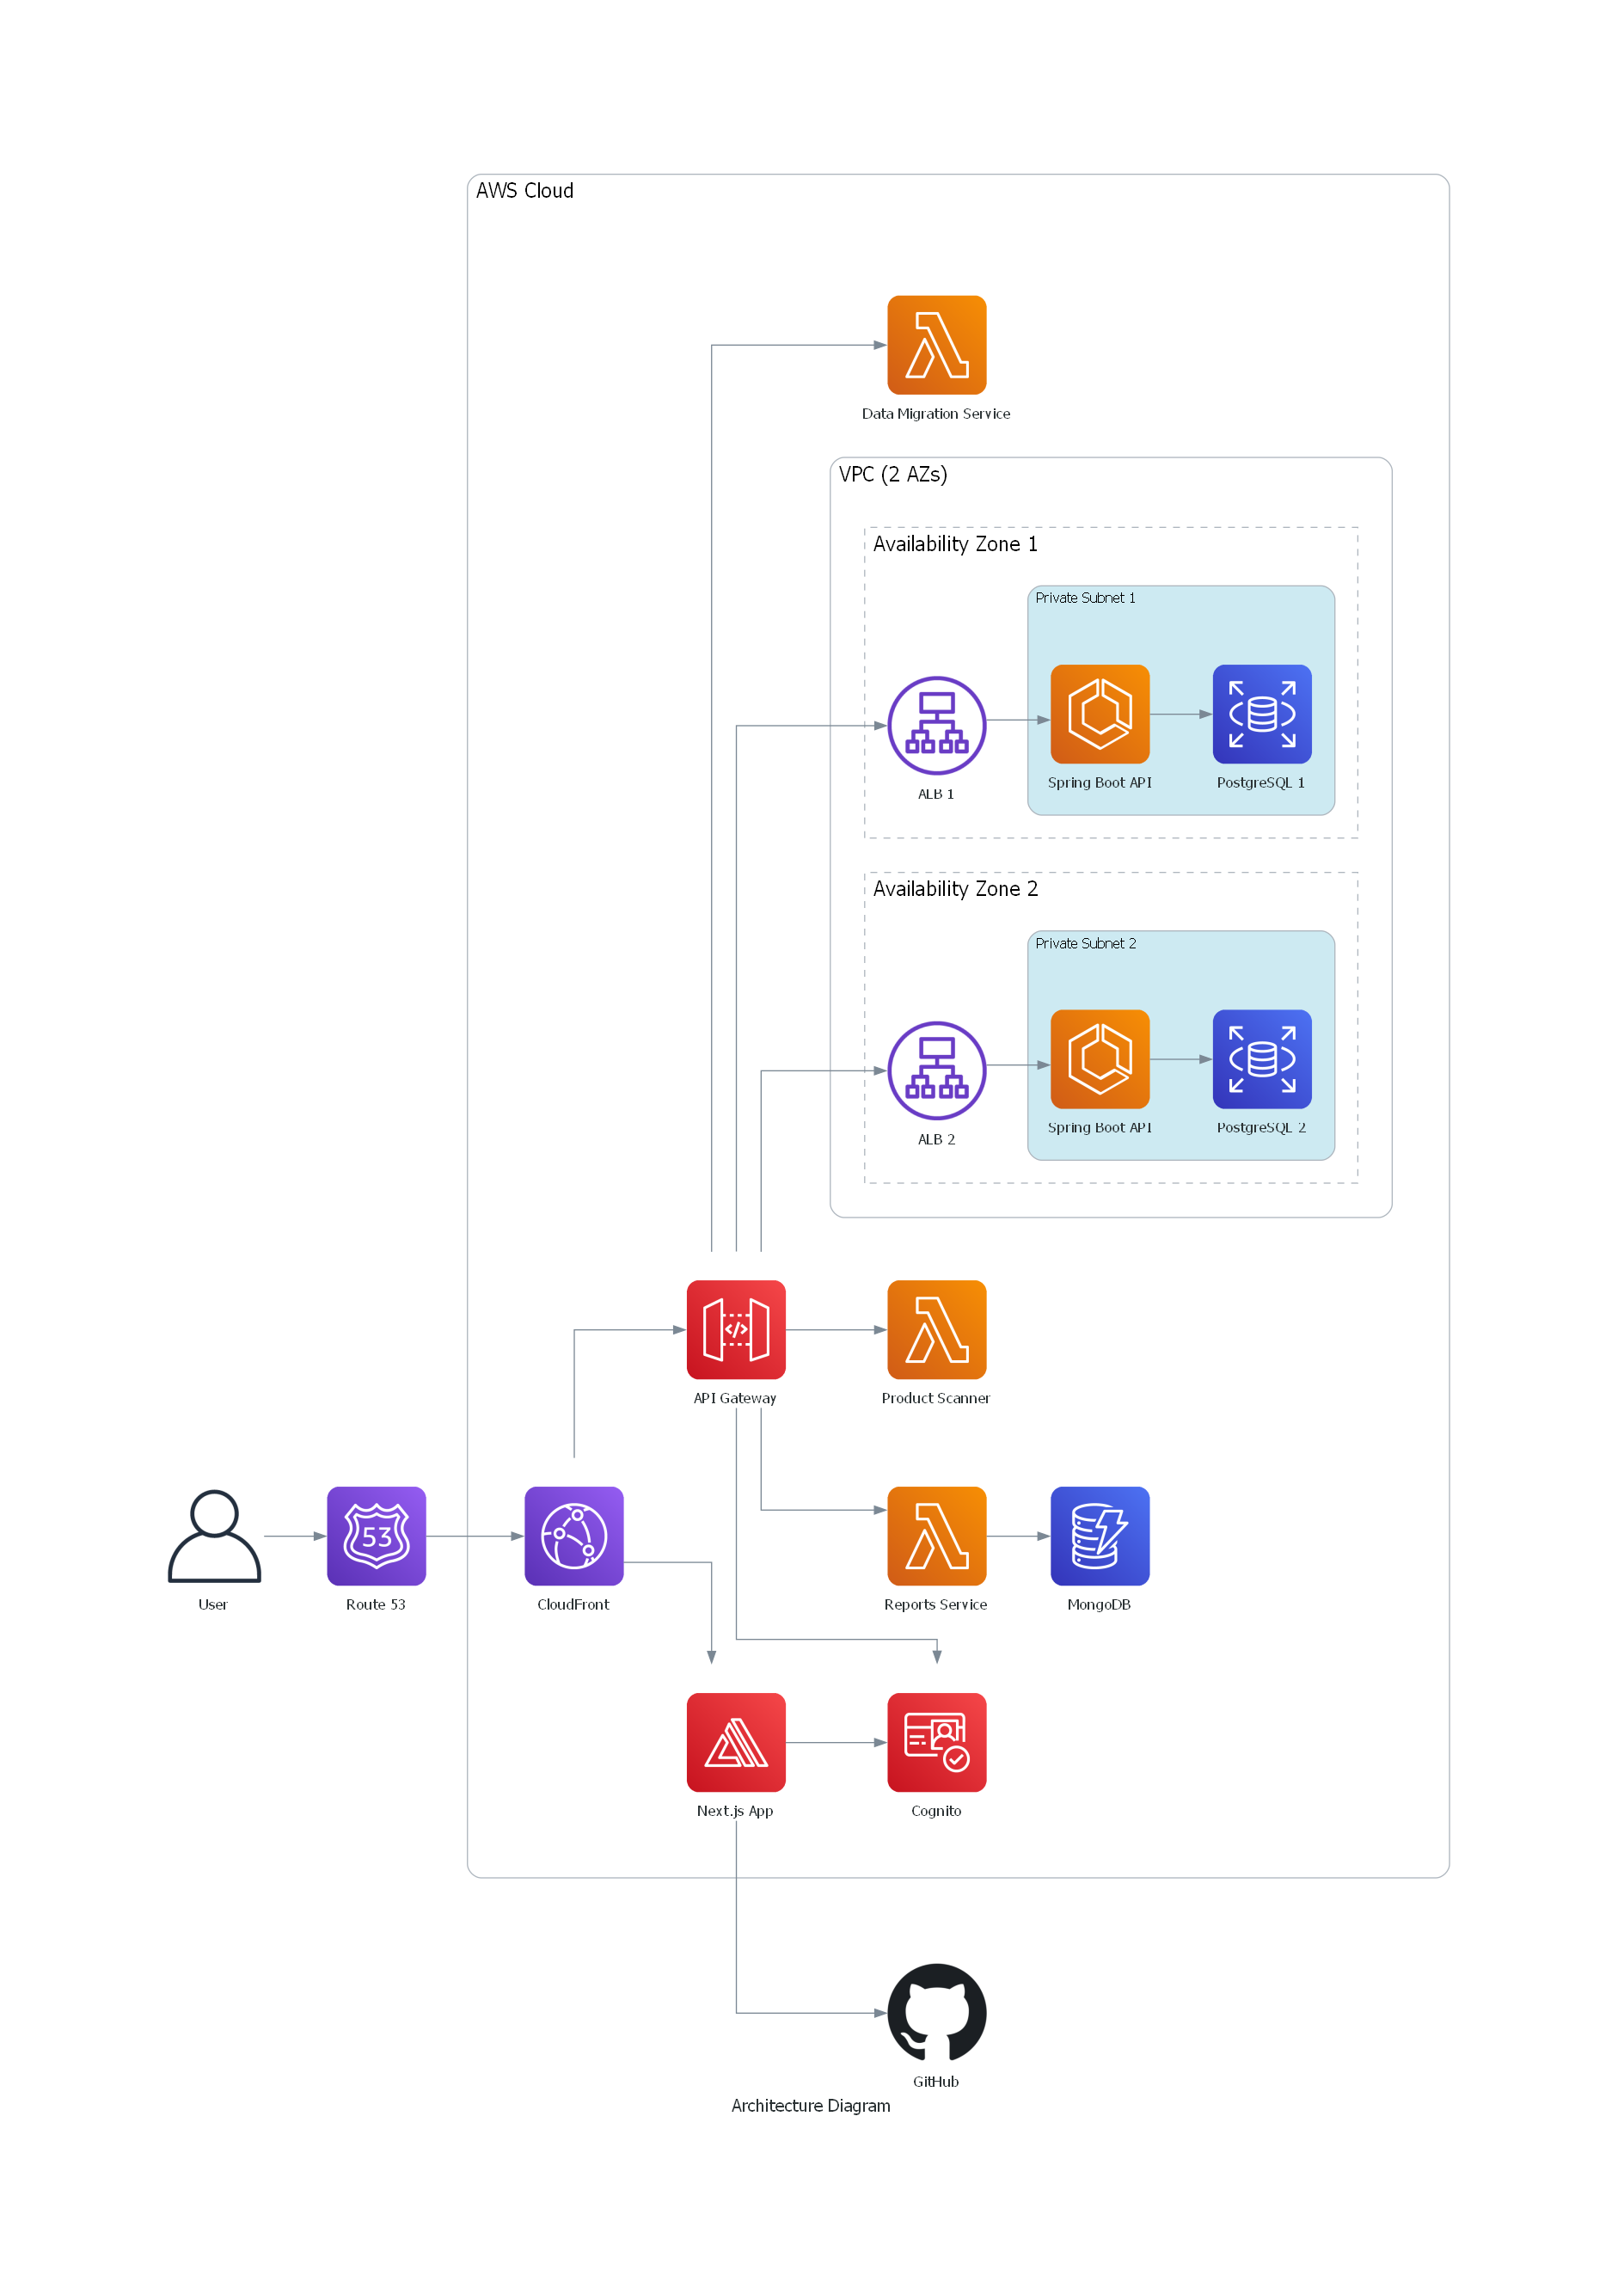 AWS Cloud
Data Migration Service
VPC (2 AZs)
Availability Zone 1
Private Subnet 1
ALB 1
Spring Boot API
PostgreSQL 1
Availability Zone 2
Private Subnet 2
ALB 2
Spring Boot API
PostgreSQL 2
API Gateway
Product Scanner
User
53
Route 53
CloudFront
Reports Service
MongoDB
Next.js App
Cognito
GitHub
Architecture Diagram